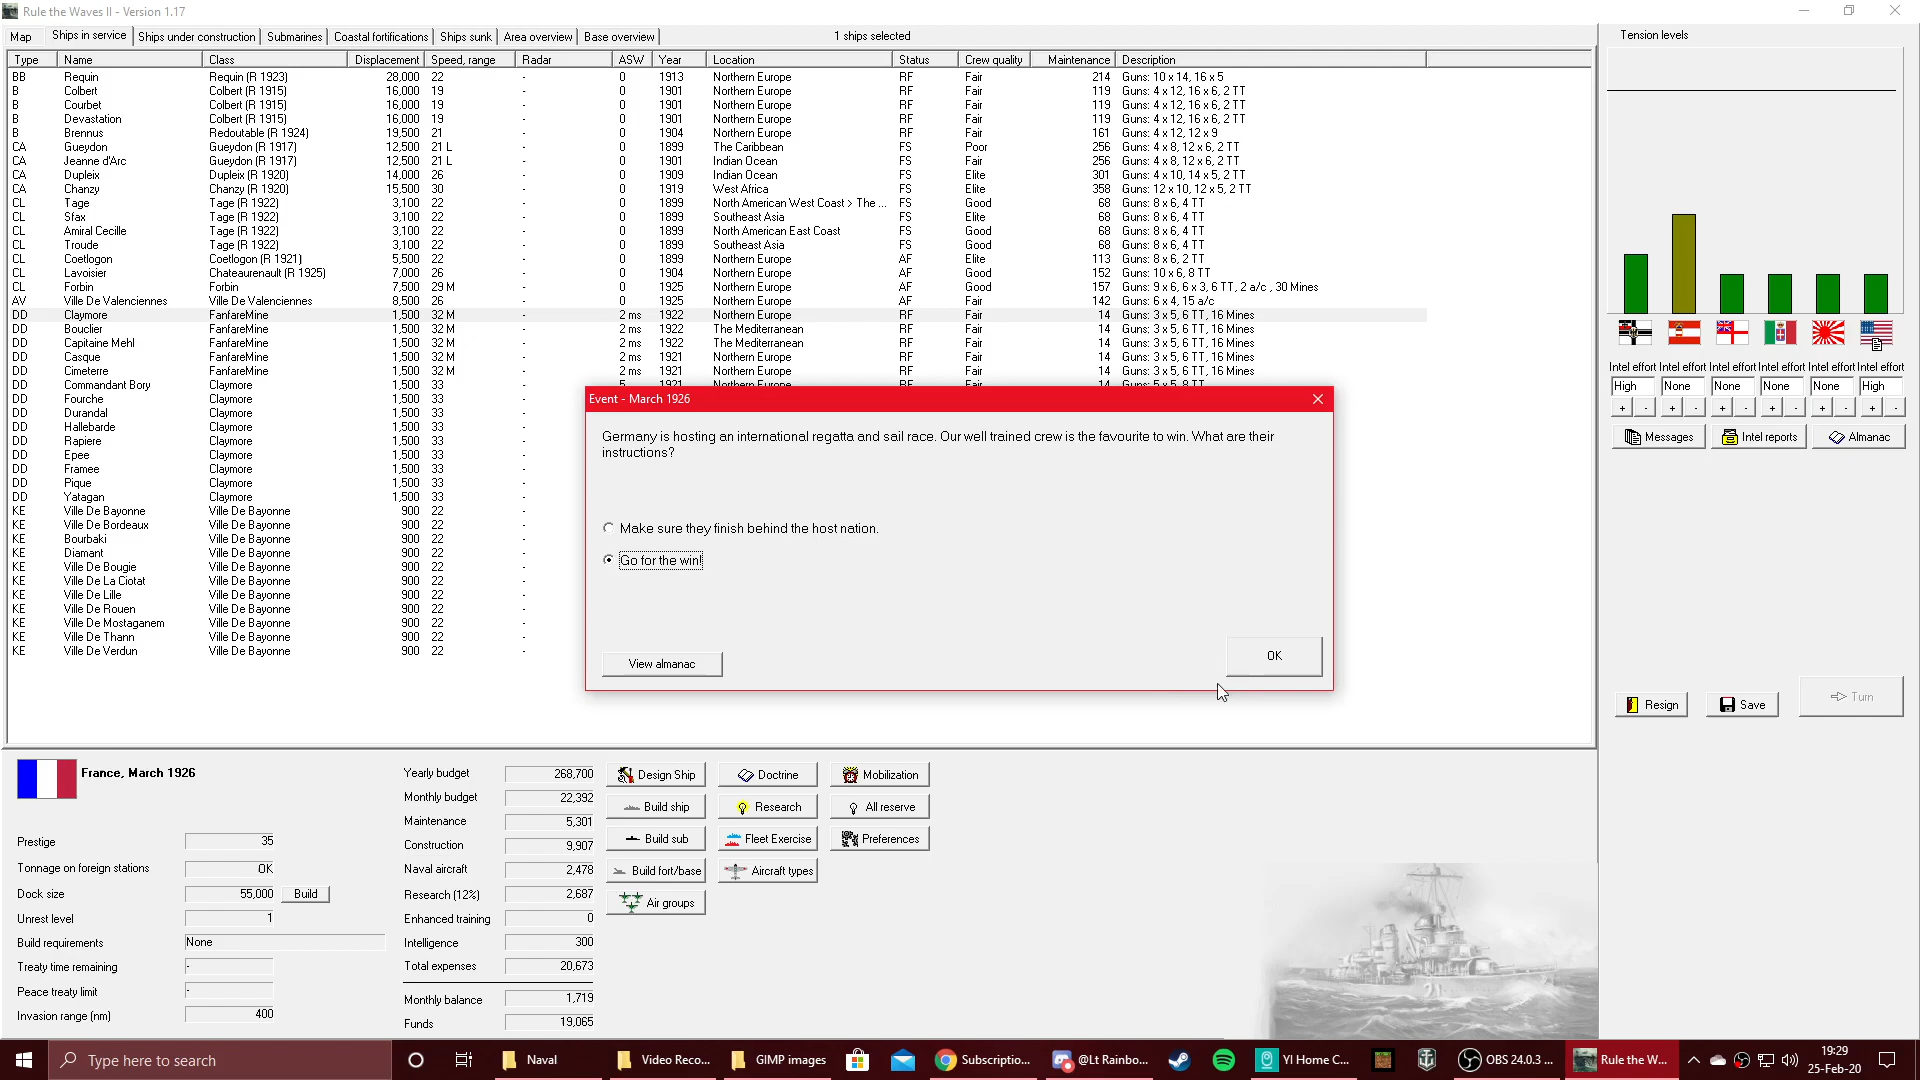 Rule the Waves II - Version 1.17
Map Ships in service Ships under construction Submarines Coastal fortifications Ships sunk Area overview Base overview 1 ships selected
Type Name Class Displacement Speed, range Radar ASW Year Location Status Crew quality Maintenance Description
BB Requin Requin (R 1923) 28,000 22 - 0 1913 Northern Europe RF Fair 214 Guns: 10 x 14, 16 x 5
B Colbert Colbert (R 1915) 16,000 19 - 0 1901 Northern Europe RF Fair 119 Guns: 4 x 12, 16 x 6, 2 TT
B Courbet Colbert (R 1915) 16,000 19 - 0 1901 Northern Europe RF Fair 119 Guns: 4 x 12, 16 x 6, 2 TT
B Devastation Colbert (R 1915) 16,000 19 - 0 1901 Northern Europe RF Fair 119 Guns: 4 x 12, 16 x 6, 2 TT
B Brennus Redoutable (R 1924) 19,500 21 - 0 1904 Northern Europe RF Fair 161 Guns: 4 x 12, 12 x 9
CA Gueydon Gueydon (R 1917) 12,500 21 L - 0 1899 The Caribbean FS Poor 256 Guns: 4 x 8, 12 x 6, 2 TT
CA Jeanne d'Arc Gueydon (R 1917) 12,500 21 L - 0 1901 Indian Ocean FS Fair 256 Guns: 4 x 8, 12 x 6, 2 TT
CA Dupleix Dupleix (R 1920) 14,000 26 - 0 1909 Indian Ocean FS Elite 301 Guns: 4 x 10, 14 x 5, 2 TT
CA Chanzy Chanzy (R 1920) 15,500 30 - 0 1919 West Africa FS Elite 358 Guns: 12 x 10, 12 x 5, 2 TT
CL Tage Tage (R 1922) 3,100 22 - 0 1899 North American West Coast > The ... FS Good 68 Guns: 8 x 6, 4 TT
CL Sfax Tage (R 1922) 3,100 22 - 0 1899 Southeast Asia FS Elite 68 Guns: 8 x 6, 4 TT
CL Amiral Cecille Tage (R 1922) 3,100 22 - 0 1899 North American East Coast FS Good 68 Guns: 8 x 6, 4 TT
CL Troude Tage (R 1922) 3,100 22 - 0 1899 Southeast Asia FS Good 68 Guns: 8 x 6, 4 TT
CL Coetlogon Coetlogon (R 1921) 5,500 22 - 0 1899 Northern Europe AF Elite 113 Guns: 8 x 6, 2 TT
CL Lavoisier Chateaurenault (R 1925) 7,000 26 - 0 1904 Northern Europe AF Good 152 Guns: 10 x 6, 8 TT
CL Forbin Forbin 7,500 29 M - 0 1925 Northern Europe AF Good 157 Guns: 9 x 6, 6 x 3, 6 TT, 2 a/c , 30 Mines
AV Ville De Valenciennes Ville De Valenciennes 8,500 26 - 0 1925 Northern Europe AF Fair 142 Guns: 6 x 4, 15 a/c
DD Claymore FanfareMine 1,500 32 M - 2 ms 1922 Northern Europe RF Fair 14 Guns: 3 x 5, 6 TT, 16 Mines
DD Bouclier FanfareMine 1,500 32 M - 2 ms 1922 The Mediterranean RF Fair 14 Guns: 3 x 5, 6 TT, 16 Mines
DD Capitaine Mehl FanfareMine 1,500 32 M - 2 ms 1922 The Mediterranean RF Fair 14 Guns: 3 x 5, 6 TT, 16 Mines
DD Casque FanfareMine 1,500 32 M - 2 ms 1921 Northern Europe RF Fair 14 Guns: 3 x 5, 6 TT, 16 Mines
DD Cimeterre FanfareMine 1,500 32 M - 2 ms 1921 Northern Europe RF Fair 14 Guns: 3 x 5, 6 TT, 16 Mines
DD Commandant Bory Claymore 1,500 33 - 5 1921 Northern Europe RF Fair 14 Guns: 5 x 5, 8 TT
DD Fourche Claymore 1,500 33 -
DD Durandal Claymore 1,500 33 -
DD Hallebarde Claymore 1,500 33 -
DD Rapiere Claymore 1,500 33 -
DD Epee Claymore 1,500 33 -
DD Framee Claymore 1,500 33 -
DD Pique Claymore 1,500 33 -
DD Yatagan Claymore 1,500 33 -
KE Ville De Bayonne Ville De Bayonne 900 22 -
KE Ville De Bordeaux Ville De Bayonne 900 22 -
KE Bourbaki Ville De Bayonne 900 22 -
KE Diamant Ville De Bayonne 900 22 -
KE Ville De Bougie Ville De Bayonne 900 22 -
KE Ville De La Ciotat Ville De Bayonne 900 22 -
KE Ville De Lille Ville De Bayonne 900 22 -
KE Ville De Rouen Ville De Bayonne 900 22 -
KE Ville De Mostaganem Ville De Bayonne 900 22 -
KE Ville De Thann Ville De Bayonne 900 22 -
KE Ville De Verdun Ville De Bayonne 900 22 -
Event - March 1926
Germany is hosting an international regatta and sail race. Our well trained crew is the favourite to win. What are their
instructions?
Make sure they finish behind the host nation.
Go for the win!
View almanac OK
Tension levels
Intel effort Intel effort Intel effort Intel effort Intel effort Intel effort
High None None None None High
+ - + - + - + - + - + -
Messages Intel reports Almanac
Resign Save Turn
France, March 1926
Prestige 35
Tonnage on foreign stations OK
Dock size 55,000 Build
Unrest level 1
Build requirements None
Treaty time remaining -
Peace treaty limit -
Invasion range (nm) 400
Yearly budget 268,700
Monthly budget 22,392
Maintenance 5,301
Construction 9,907
Naval aircraft 2,478
Research (12%) 2,687
Enhanced training 0
Intelligence 300
Total expenses 20,673
Monthly balance 1,719
Funds 19,065
Design Ship Doctrine Mobilization
Build ship Research All reserve
Build sub Fleet Exercise Preferences
Build fort/base Aircraft types
Air groups
Type here to search Naval Video Reco... GIMP images Subscriptio... @Lt Rainbo... YI Home C... OBS 24.0.3 ... Rule the W...
19:29
25-Feb-20